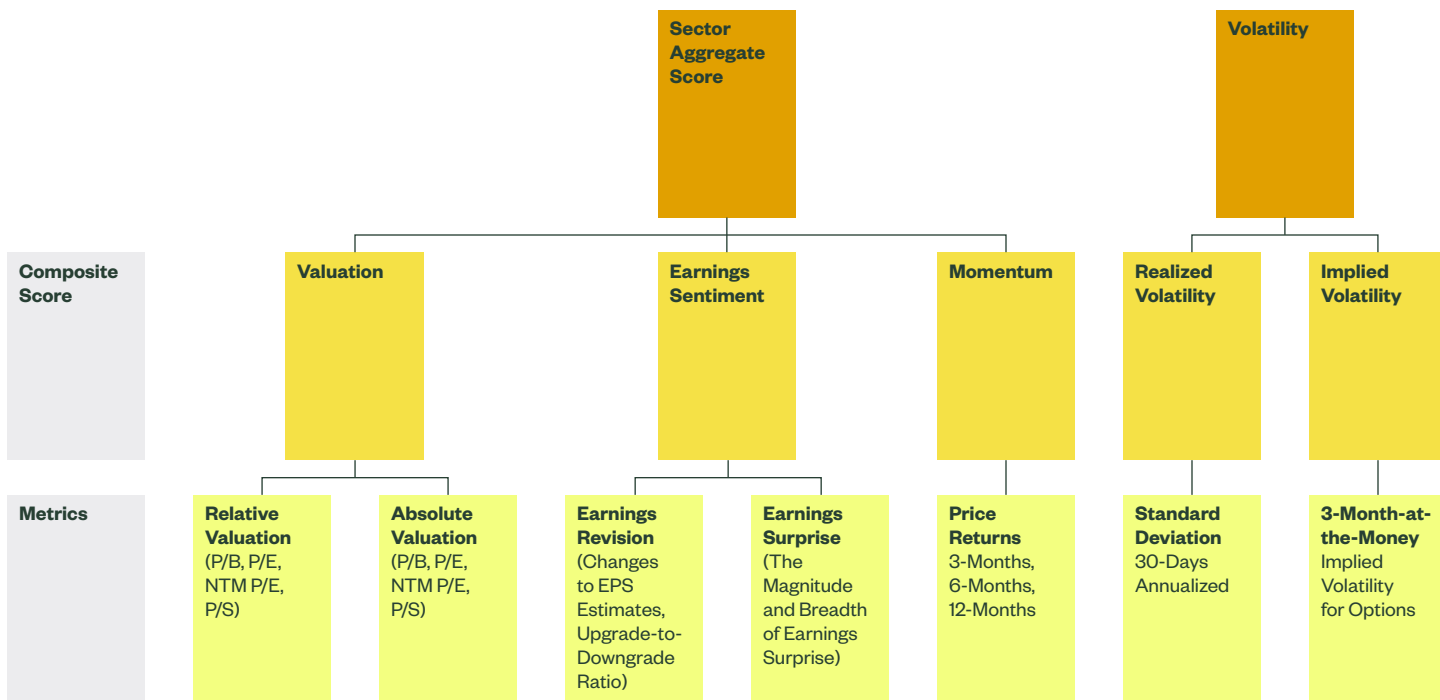 Sector
Aggregate
Score
Volatility
Composite
Score
Valuation
Earnings
Sentiment
Momentum
Realized
Volatility
Implied
Volatility
Metrics
Relative
Valuation
(P/B, P/E,
NTM P/E,
P/S)
Absolute
Valuation
(P/B, P/E,
NTM P/E,
P/S)
Earnings
Revision
(Changes
to EPS
Estimates,
Upgrade-to-
Downgrade
Ratio)
Earnings
Surprise
(The
Magnitude
and Breadth
of Earnings
Surprise)
Price
Returns
3-Months,
6-Months,
12-Months
Standard
Deviation
30-Days
Annualized
3-Month-at-
the-Money
Implied
Volatility
for Options